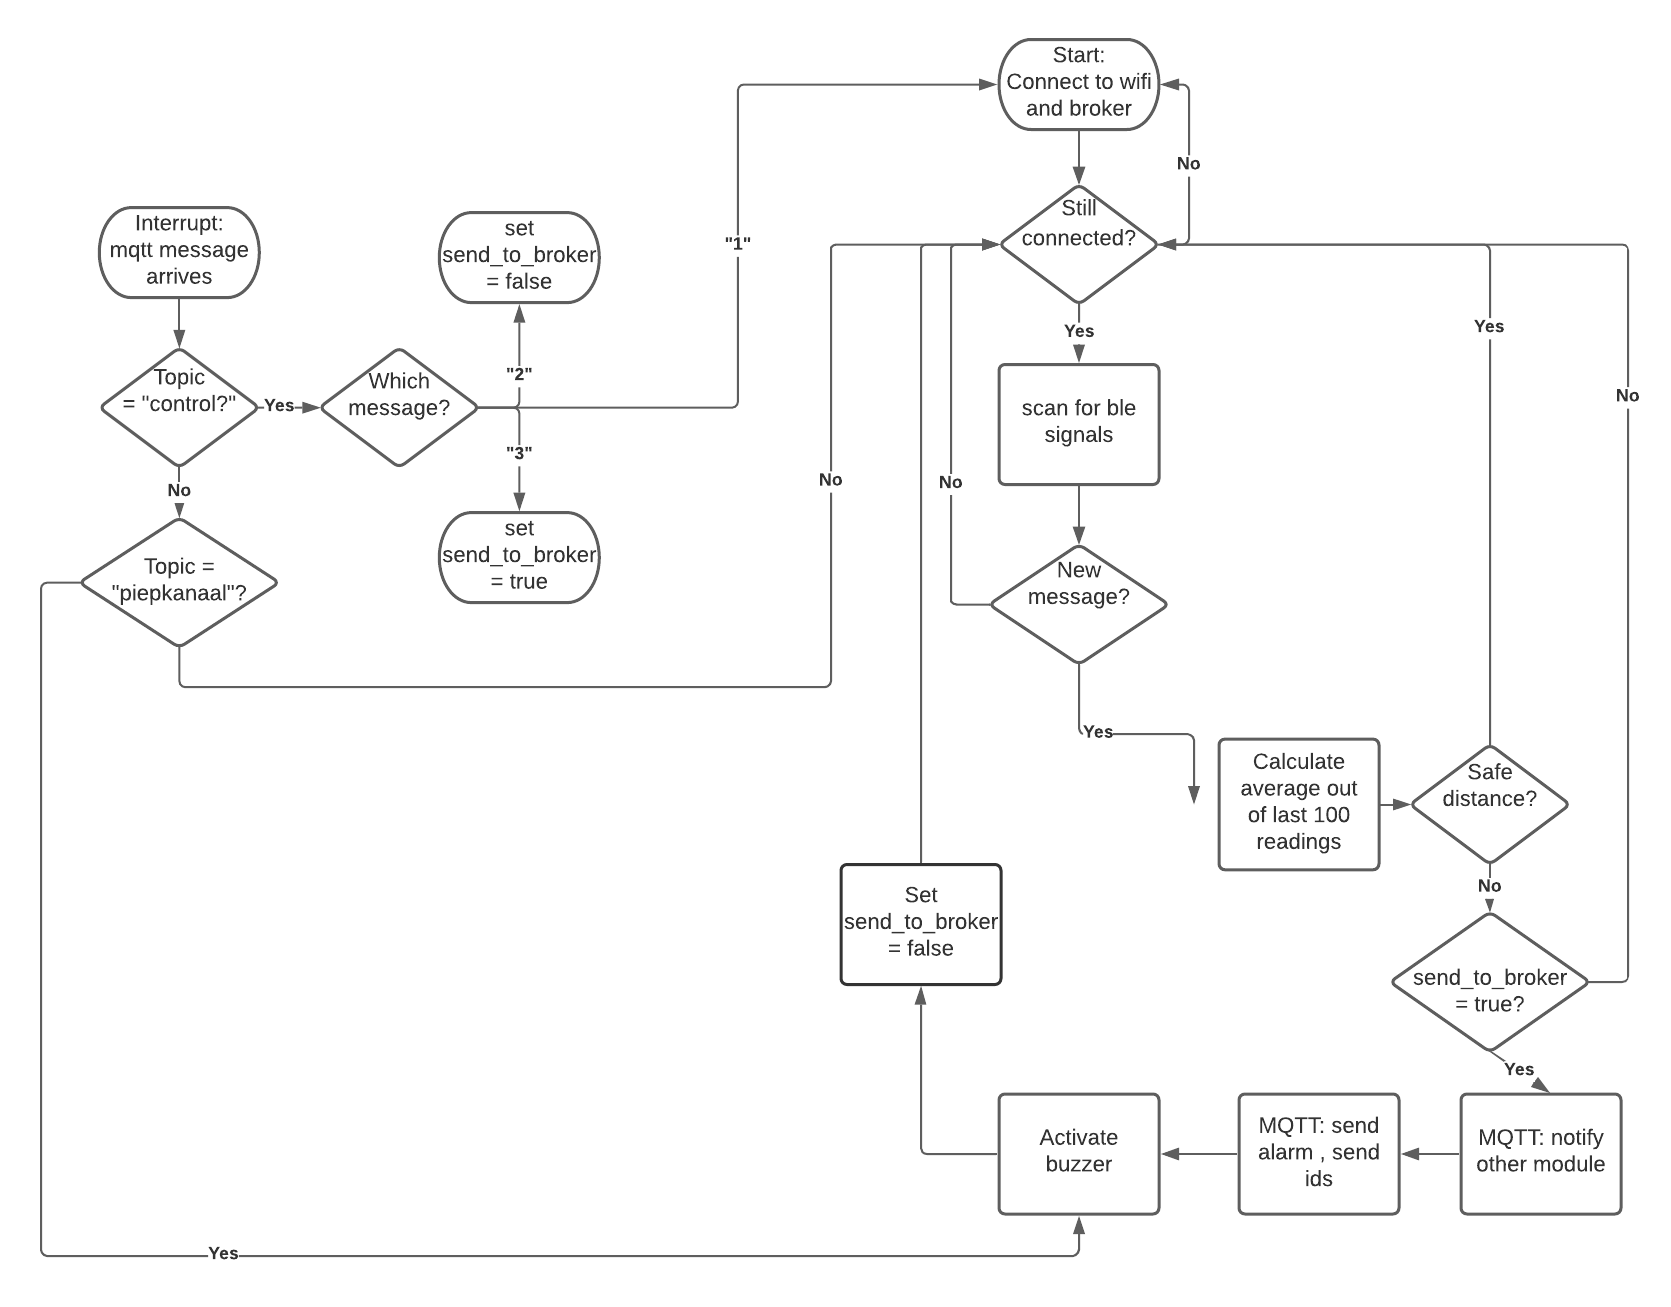 Start:
Connect to wifi
and broker
No
Still
connected?
Interrupt:
mqtt message
arrives
set
send_to_broker
= false
"1"
Yes
Yes
Topic
= "control?"
Yes
Which
message?
"2"
"3"
scan for ble
signals
No
No
No
No
set
send_to_broker
= true
Topic =
"piepkanaal"?
New
message?
Yes
Calculate
average out
of last 100
readings
Safe
distance?
No
Set
send_to_broker
= false
send_to_broker
= true?
Yes
Activate
buzzer
MQTT: send
alarm , send
ids
MQTT: notify
other module
Yes